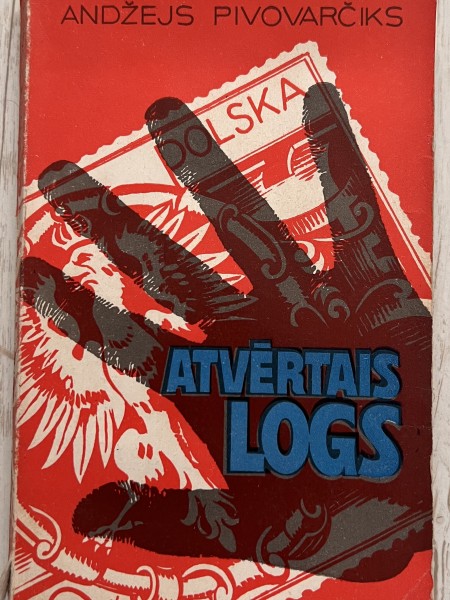 ANDŽEJS PIVOVARČIKS
POLSKA
ATVĒRTAIS
LOGS